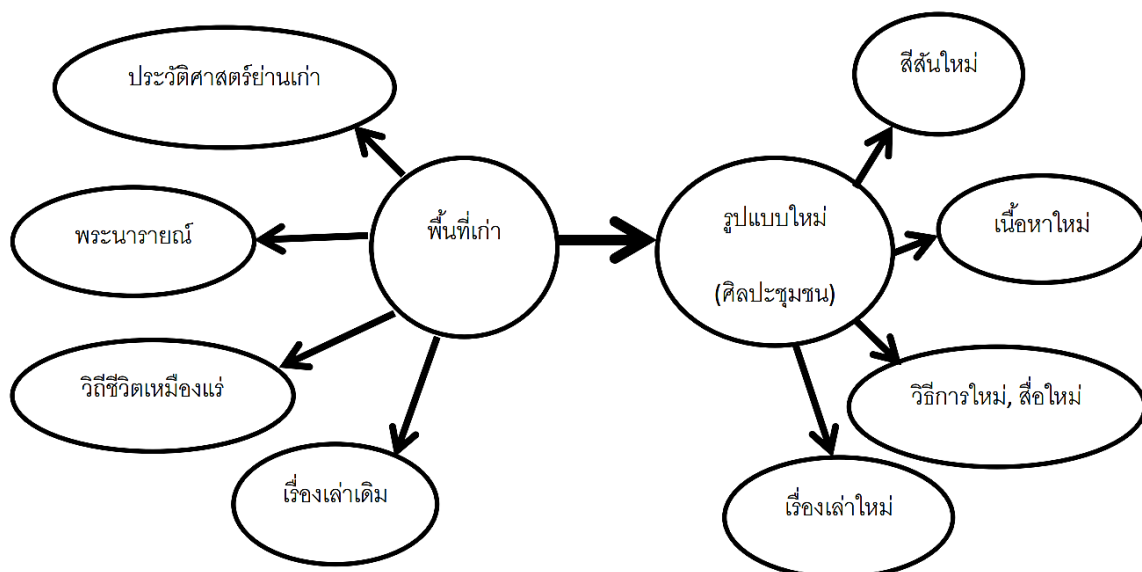 ประวัติศาสตร์ย่านเก่า
พระนารายณ์
วิถีชีวิตเหมืองแร่
เรื่องเล่าเดิม
พื้นที่เก่า
รูปแบบใหม่
(ศิลปะชุมชน)
สีสันใหม่
เนื้อหาใหม่
วิธีการใหม่, สื่อใหม่
เรื่องเล่าใหม่